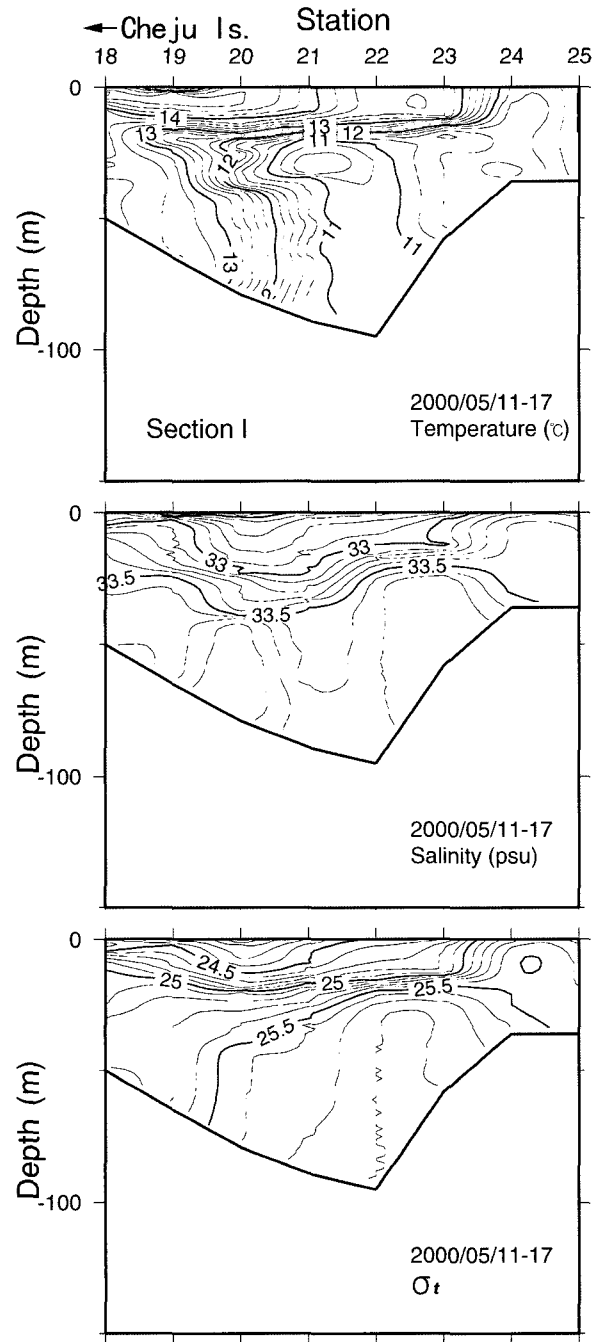 ← Cheju Is.
Station
18 19 20 21 22 23 24 25
0
14
13
13
12
11
12
11
13
11
Depth (m)
-100
2000/05/11-17
Section I
Temperature (℃)
0
33
33
33.5
33.5
33.5
Depth (m)
-100
2000/05/11-17
Salinity (psu)
0
24.5
25
25
25.5
25.5
Depth (m)
-100
2000/05/11-17
σt